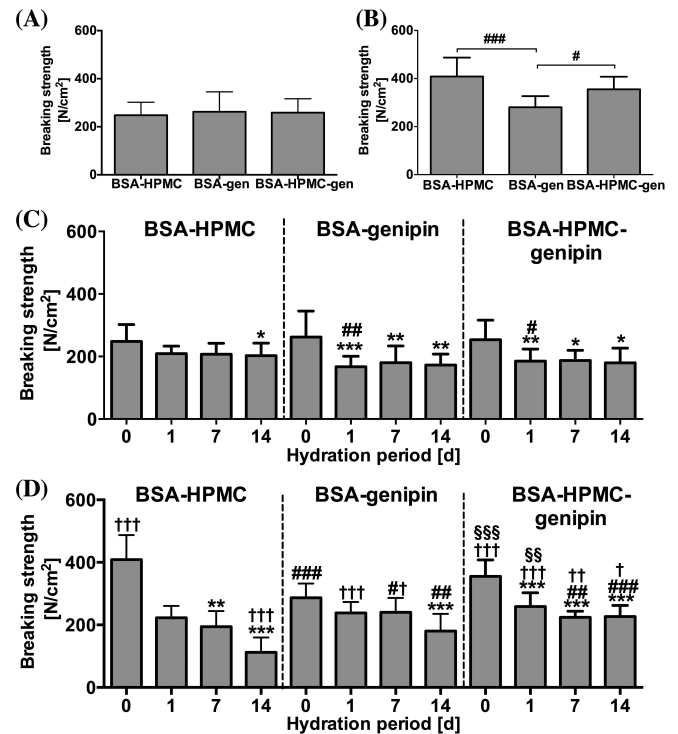 (A)
Breaking strength
[N/cm²]
600
400
200
0
BSA-HPMC BSA-gen BSA-HPMC-gen
(B)
Breaking strength
[N/cm²]
600
400
200
0
###
#
BSA-HPMC BSA-gen BSA-HPMC-gen
(C)
Breaking strength
[N/cm²]
600
400
200
0
BSA-HPMC BSA-genipin BSA-HPMC-
genipin
*
##
***
**
**
#
**
*
*
0 1 7 14 0 1 7 14 0 1 7 14
Hydration period [d] Hydration period [d]
(D)
Breaking strength
[N/cm²]
600
400
200
0
BSA-HPMC BSA-genipin BSA-HPMC-
genipin
†††
**
†††
***
###
†††
#†
##
***
§§§
†††
§§
†††
***
††
##
***
†
###
***
0 1 7 14 0 1 7 14 0 1 7 14
Hydration period [d] Hydration period [d]